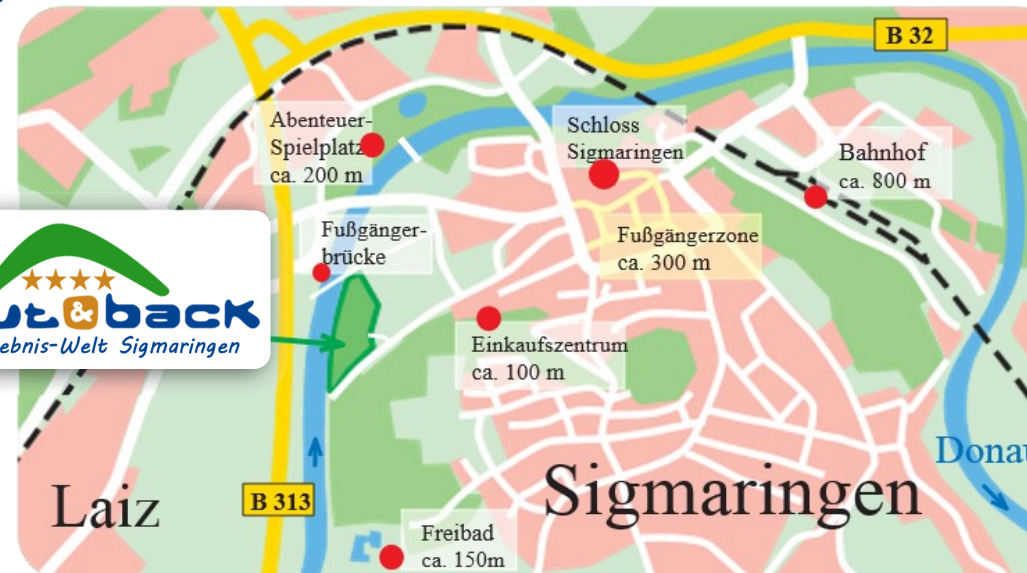 B 32
Abenteuer-
Spielplatz
ca. 200 m
Schloss
Sigmaringen
Bahnhof
ca. 800 m
Fußgänger-
brücke
Fußgängerzone
ca. 300 m
&back
Sigmaringen
Einkaufszentrum
ca. 100 m
Donau
Laiz
B 313
Sigmaringen
Freibad
ca. 150m